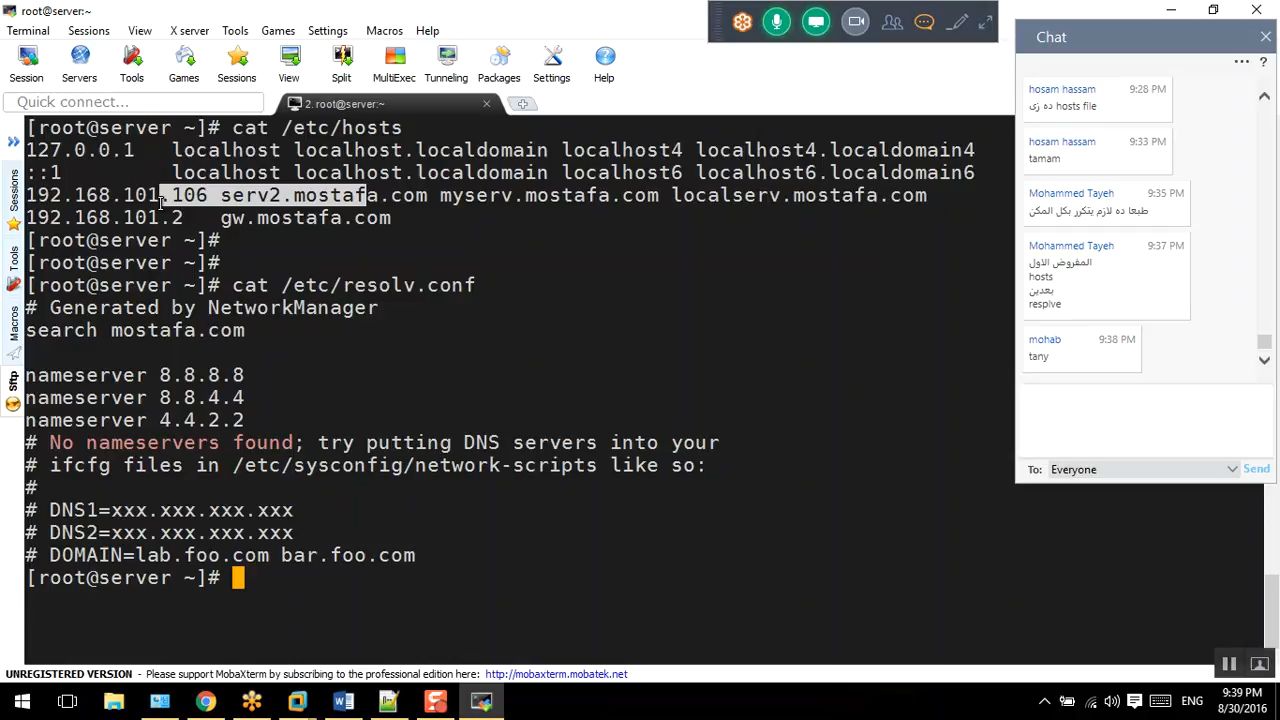 root@server:~
Terminal Sessions View X server Tools Games Settings Macros Help
Session Servers Tools Games Sessions View Split MultiExec Tunneling Packages Settings Help
Quick connect...
2. root@server:~
Sessions
Tools
Macros
Sftp
[root@server ~]# cat /etc/hosts
127.0.0.1 localhost localhost.localdomain localhost4 localhost4.localdomain4
::1 localhost localhost.localdomain localhost6 localhost6.localdomain6
192.168.101.106 serv2.mostafa.com myserv.mostafa.com localserv.mostafa.com
192.168.101.2 gw.mostafa.com
[root@server ~]#
[root@server ~]#
[root@server ~]# cat /etc/resolv.conf
# Generated by NetworkManager
search mostafa.com
nameserver 8.8.8.8
nameserver 8.8.4.4
nameserver 4.4.2.2
# No nameservers found; try putting DNS servers into your
# ifcfg files in /etc/sysconfig/network-scripts like so:
#
# DNS1=xxx.xxx.xxx.xxx
# DNS2=xxx.xxx.xxx.xxx
# DOMAIN=lab.foo.com bar.foo.com
[root@server ~]#
Chat
?
hosam hassam 9:28 PM
ده زى hosts file
hosam hassam 9:33 PM
tamam
Mohammed Tayeh 9:35 PM
طبعا ده لازم يتكرر بكل المكن
Mohammed Tayeh 9:37 PM
المفروض الاول
hosts
بعدين
resplve
mohab 9:38 PM
tany
To: Everyone Send
UNREGISTERED VERSION - Please support MobaXterm by subscribing to the professional edition here: http://mobaxterm.mobatek.net
ENG
9:39 PM
8/30/2016